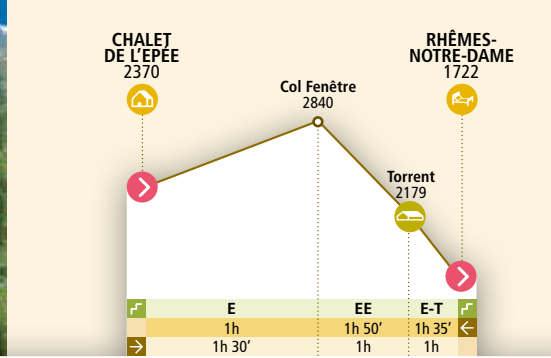 CHALET
DE L'EPÉE
2370
RHÊMES-
NOTRE-DAME
1722
Col Fenêtre
2840
Torrent
2179
E EE E-T
1h 1h 50’ 1h 35’
1h 30’ 1h 1h